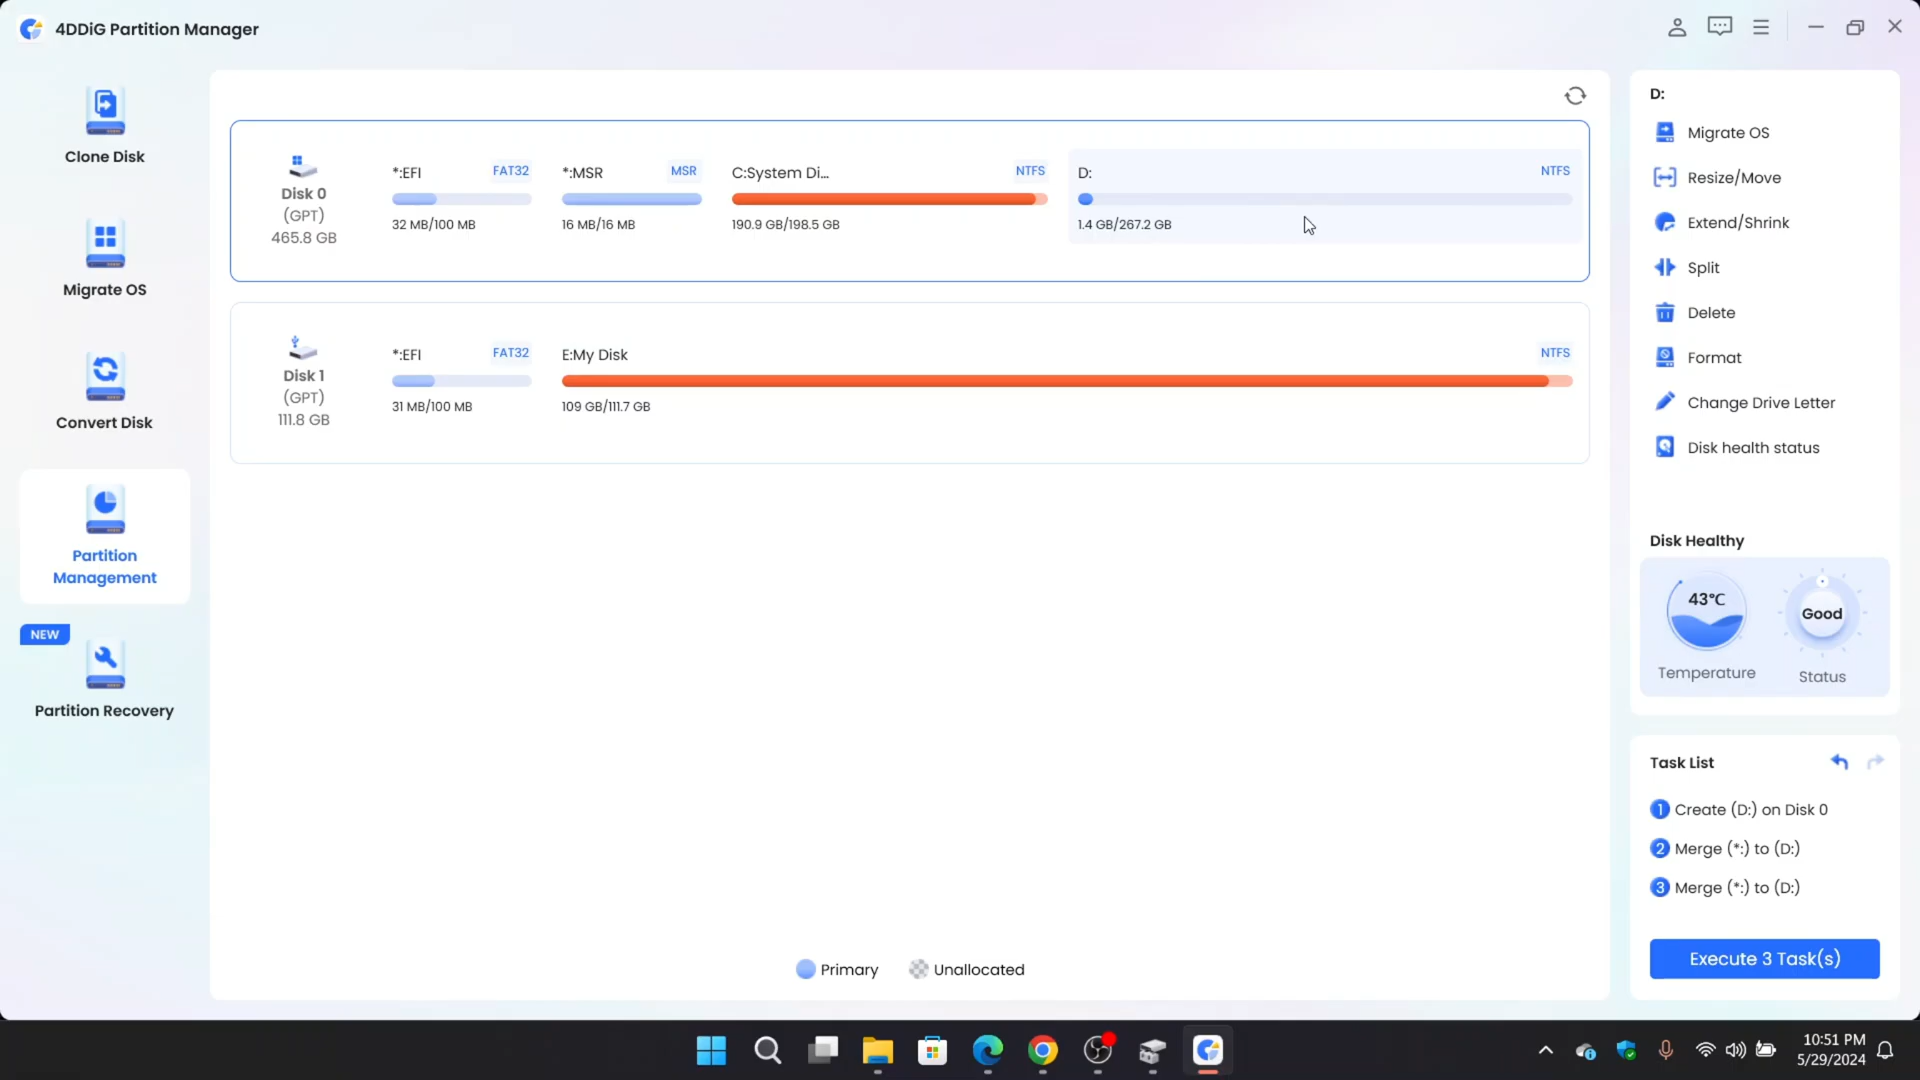 4DDiG Partition Manager
Clone Disk
Migrate OS
Convert Disk
Partition
Management
NEW
Partition Recovery
Disk 0
(GPT)
465.8 GB
*:EFI FAT32
32 MB/100 MB
*:MSR MSR
16 MB/16 MB
C:System Di... NTFS
190.9 GB/198.5 GB
D: NTFS
1.4 GB/267.2 GB
Disk 1
(GPT)
111.8 GB
*:EFI FAT32
31 MB/100 MB
E:My Disk NTFS
109 GB/111.7 GB
Primary Unallocated
D:
Migrate OS
Resize/Move
Extend/Shrink
Split
Delete
Format
Change Drive Letter
Disk health status
Disk Healthy
43°C
Temperature
Good
Status
Task List
1 Create (D:) on Disk 0
2 Merge (*:) to (D:)
3 Merge (*:) to (D:)
Execute 3 Task(s)
10:51 PM
5/29/2024